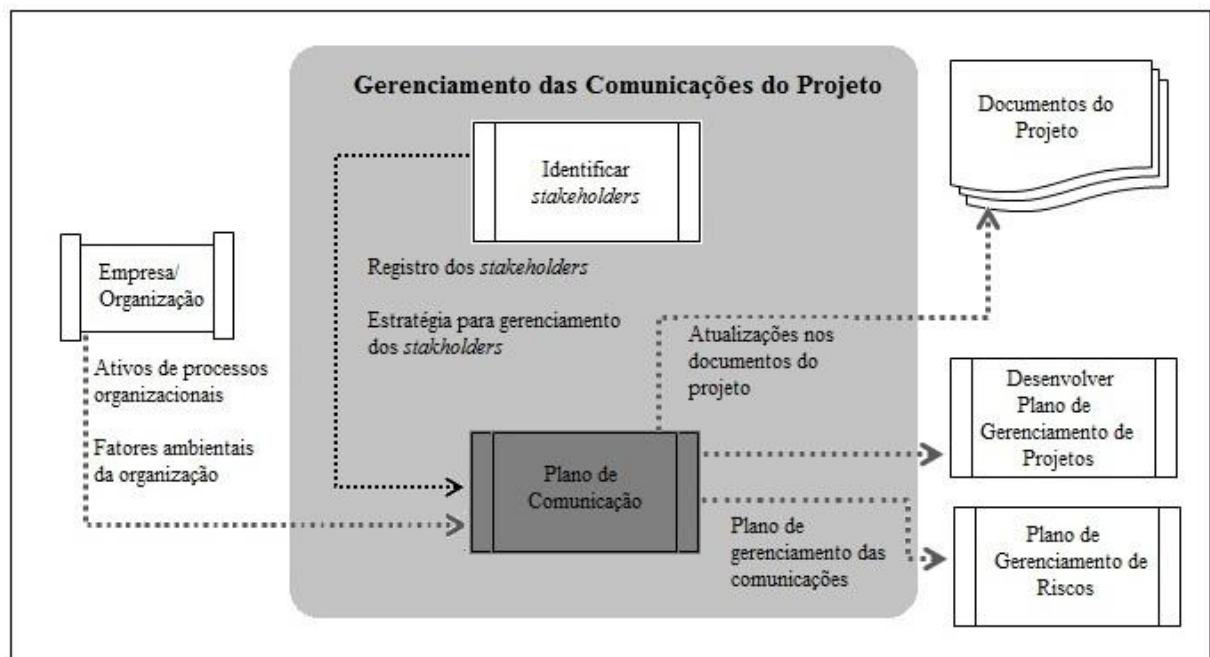 Gerenciamento das Comunicações do Projeto
Documentos do
Projeto
Identificar
stakeholders
Empresa/
Organização
Registro dos stakeholders
Estratégia para gerenciamento
dos stakholders
Ativos de processos
organizacionais
Fatores ambientais
da organização
Atualizações nos
documentos do
projeto
Desenvolver
Plano de
Gerenciamento de
Projetos
Plano de
Comunicação
Plano de
gerenciamento das
comunicações
Plano de
Gerenciamento de
Riscos